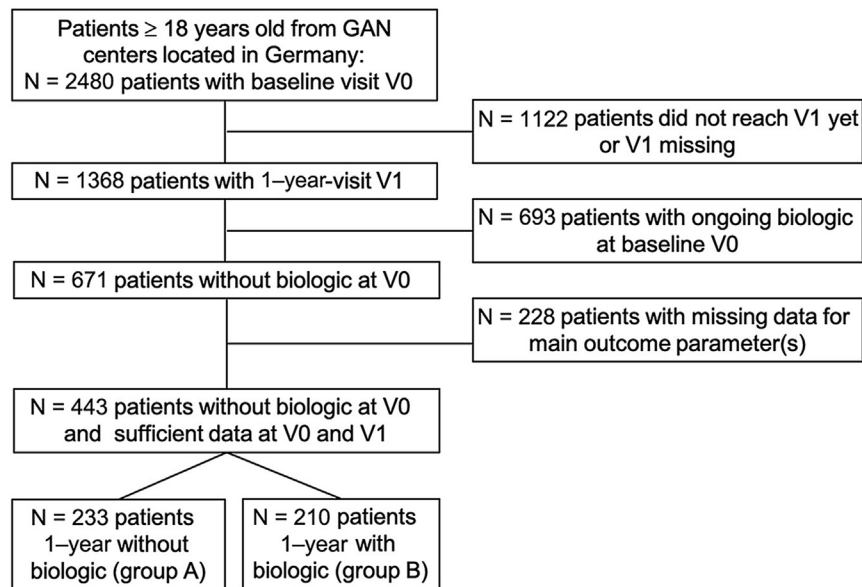 Patients ≥ 18 years old from GAN
centers located in Germany:
N = 2480 patients with baseline visit V0
N = 1122 patients did not reach V1 yet
or V1 missing
N = 1368 patients with 1–year-visit V1
N = 693 patients with ongoing biologic
at baseline V0
N = 671 patients without biologic at V0
N = 228 patients with missing data for
main outcome parameter(s)
N = 443 patients without biologic at V0
and sufficient data at V0 and V1
N = 233 patients
1–year without
biologic (group A)
N = 210 patients
1–year with
biologic (group B)